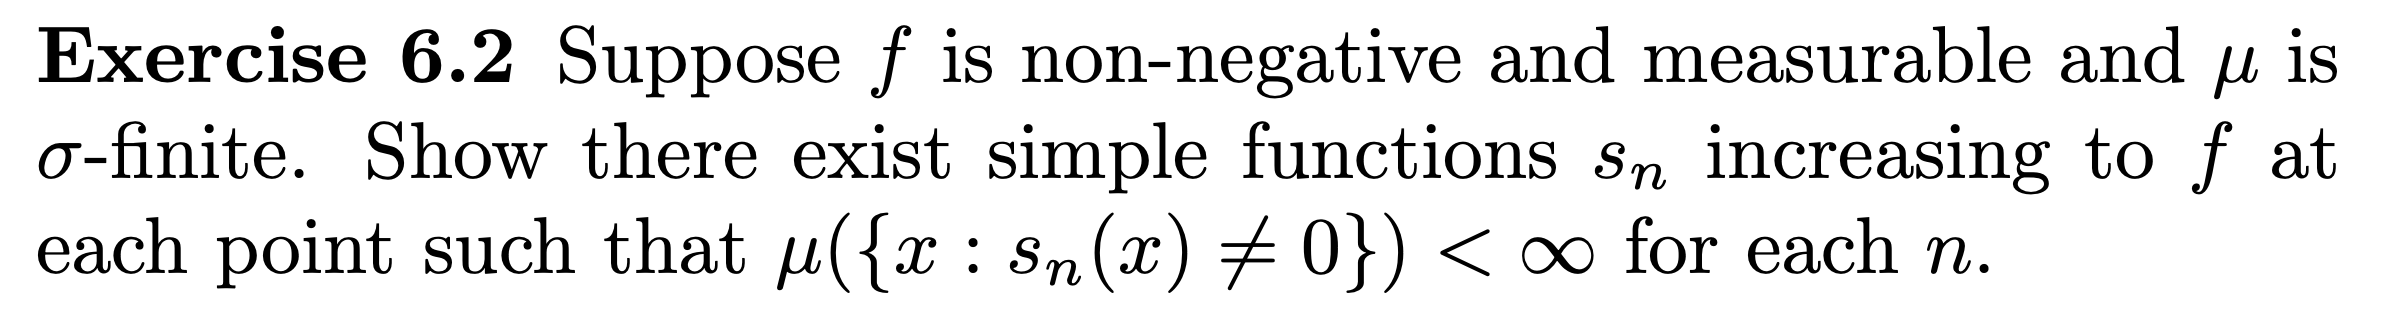 Exercise 6.2 Suppose f is non-negative and measurable and μ is
σ-finite. Show there exist simple functions sₙ increasing to f at
each point such that μ({x : sₙ(x) ≠ 0}) < ∞ for each n.